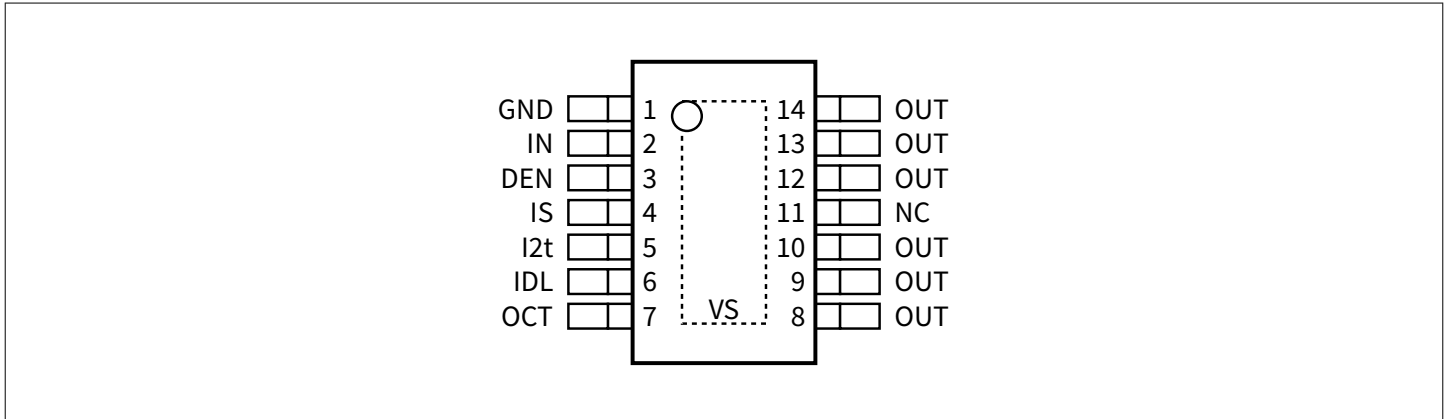 GND 1 14 OUT
IN 2 13 OUT
DEN 3 12 OUT
IS 4 11 NC
I2t 5 10 OUT
IDL 6 9 OUT
OCT 7 VS 8 OUT